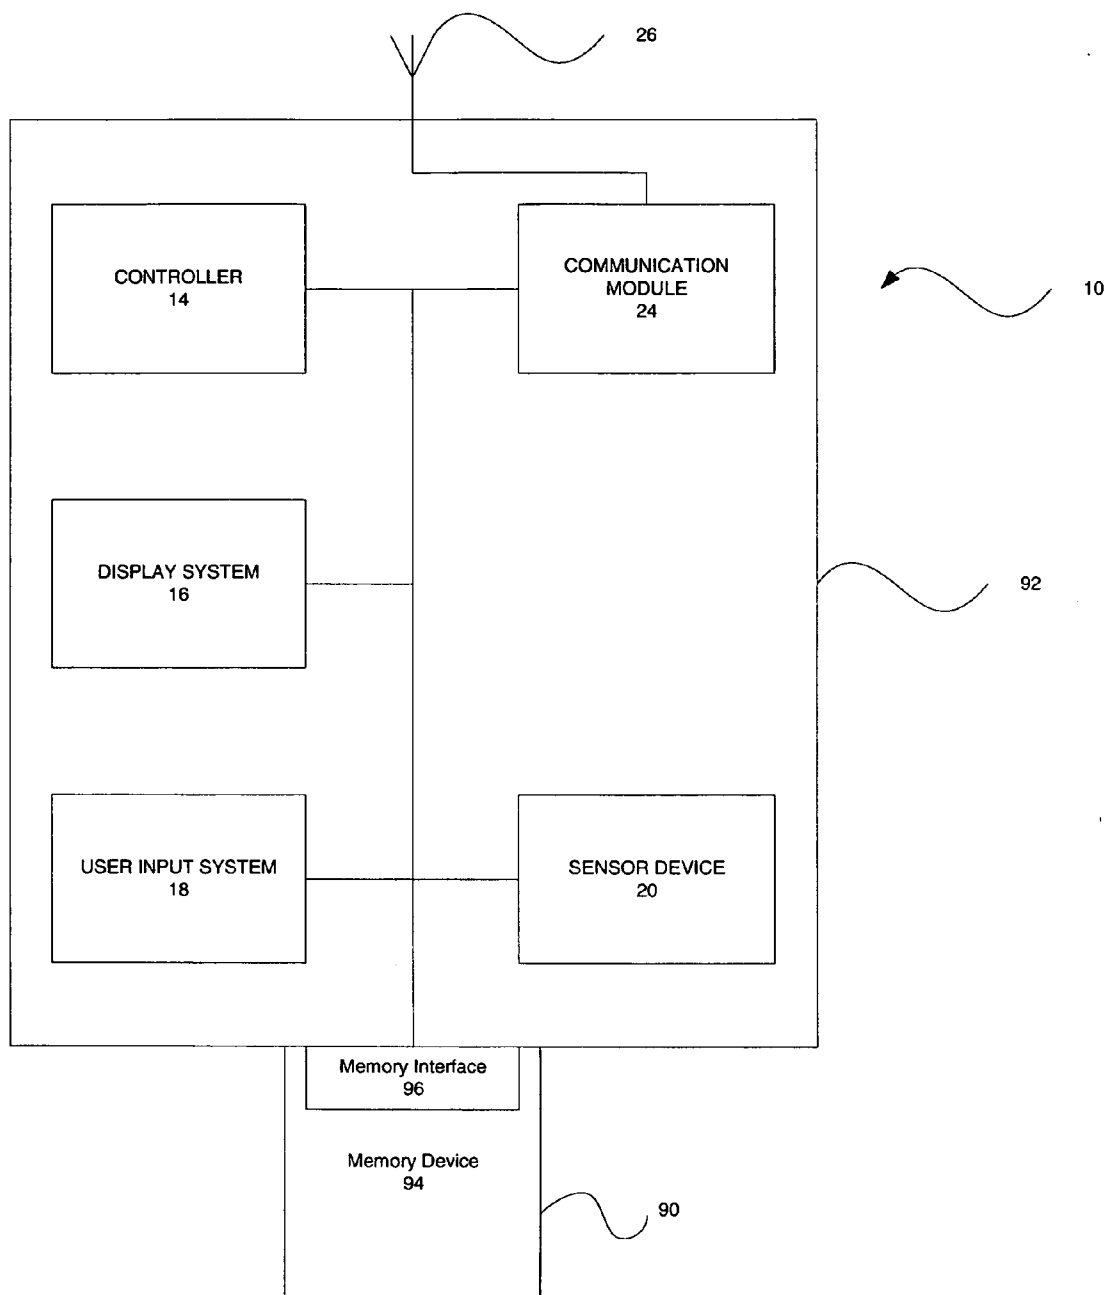 26
CONTROLLER
14
COMMUNICATION
MODULE
24
10
DISPLAY SYSTEM
16
92
USER INPUT SYSTEM
18
SENSOR DEVICE
20
Memory Interface
96
Memory Device
94
90